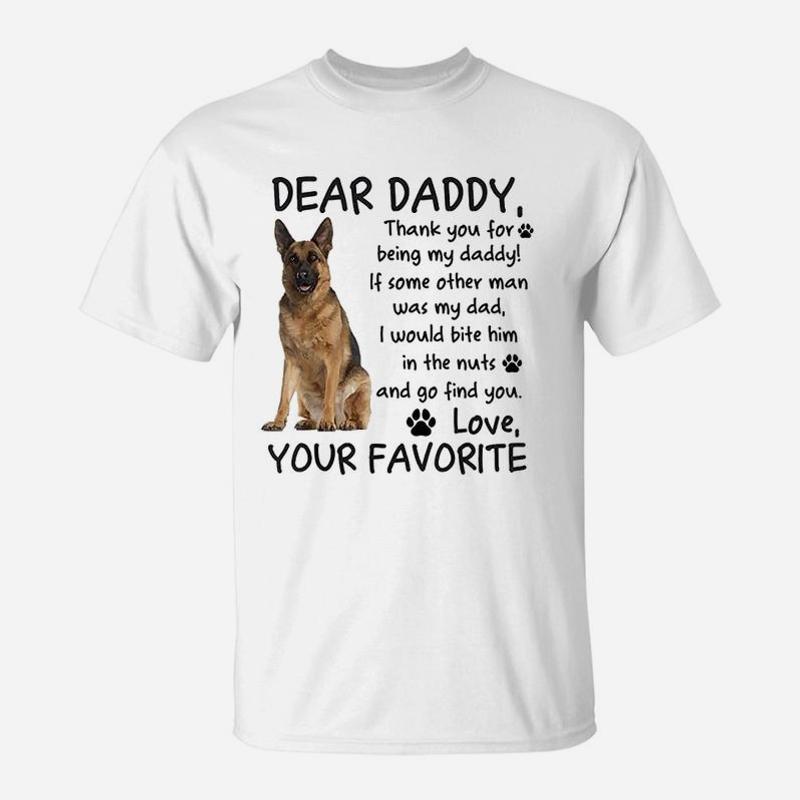 DEAR DADDY,
Thank you for
being my daddy!
If some other man
was my dad,
I would bite him
in the nuts
and go find you.
Love,
YOUR FAVORITE